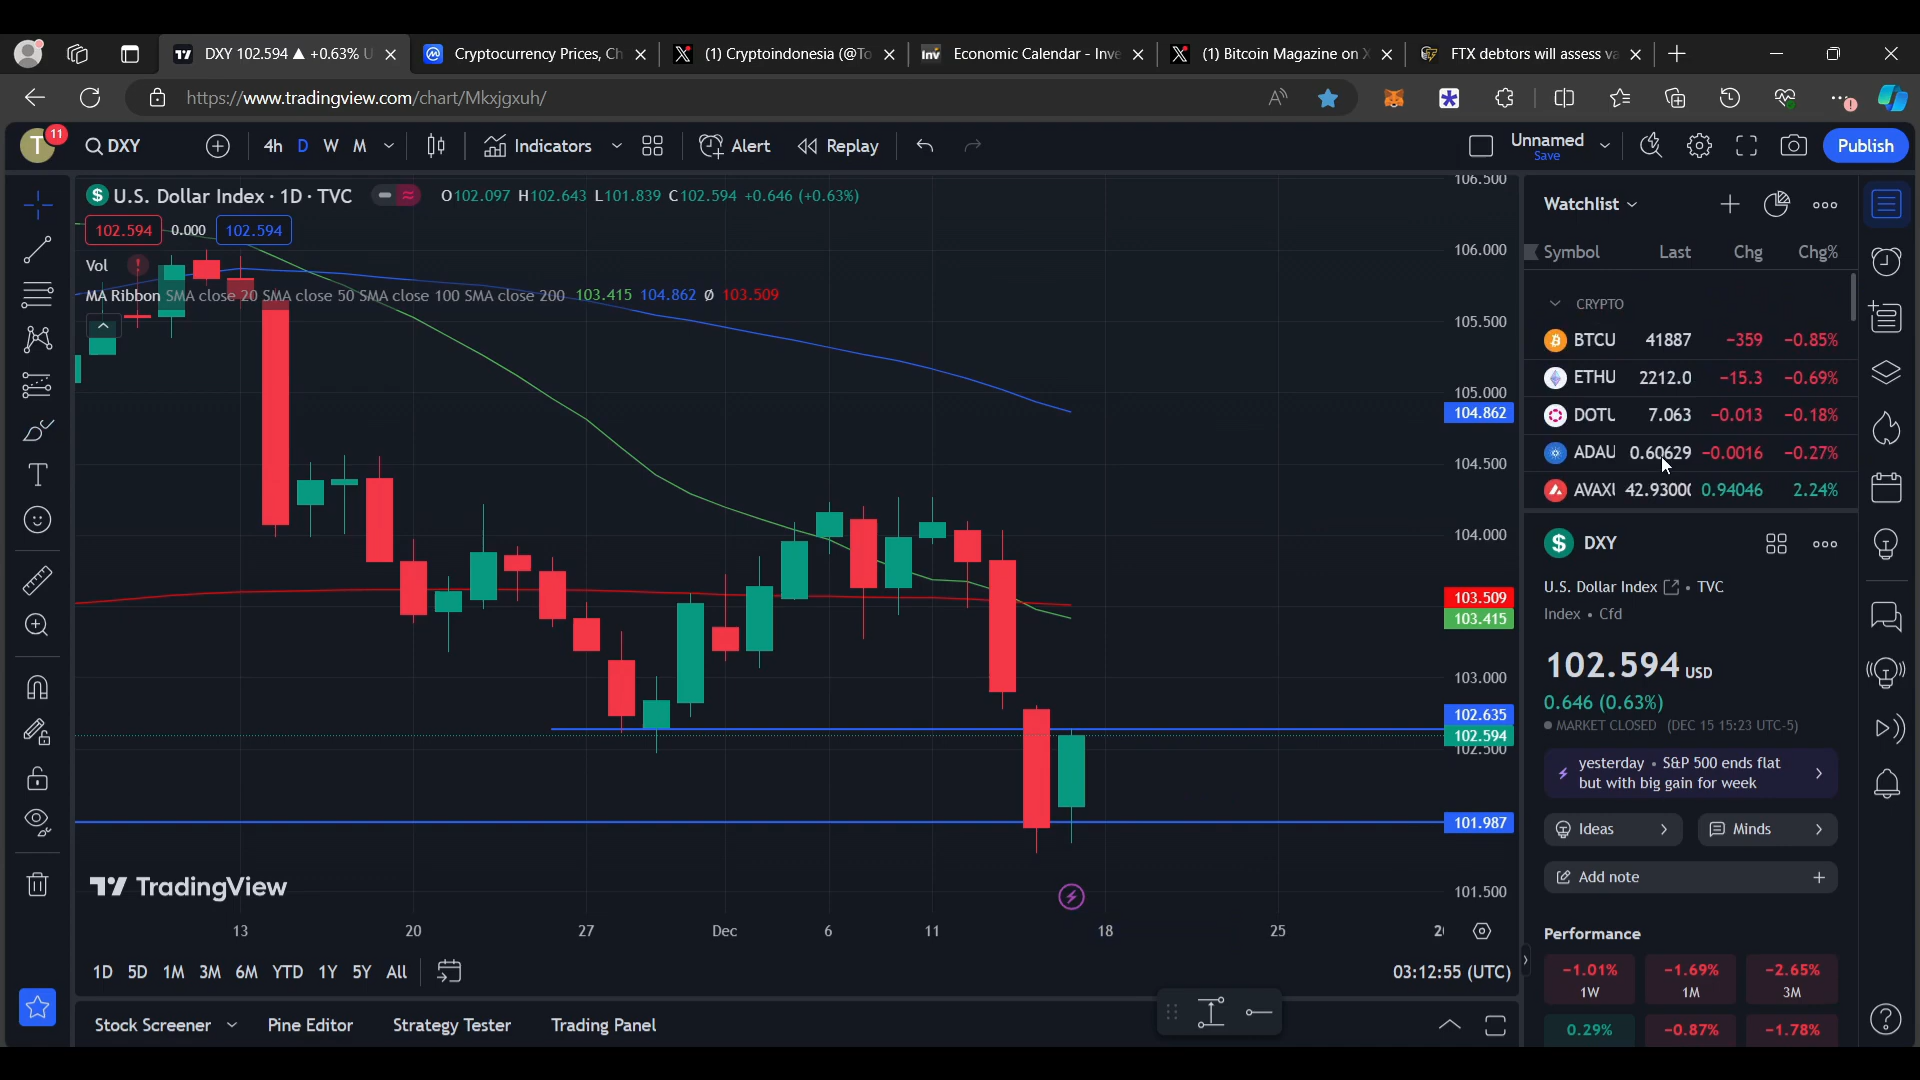 DXY 102.594 ▲ +0.63% U
Cryptocurrency Prices, Ch
(1) Cryptoindonesia (@To
Inv Economic Calendar - Inve
(1) Bitcoin Magazine on X
FTX debtors will assess va
https://www.tradingview.com/chart/Mkxjgxuh/
T 11 DXY 4h D W M Indicators Alert Replay Unnamed Save Publish
U.S. Dollar Index · 1D · TVC O102.097 H102.643 L101.839 C102.594 +0.646 (+0.63%)
102.594 0.000 102.594
Vol
MA Ribbon SMA close 20 SMA close 50 SMA close 100 SMA close 200 103.415 104.862 Ø 103.509
106.500
106.000
105.500
105.000
104.862
104.500
104.000
103.509
103.415
103.000
102.635
102.594
102.500
101.987
101.500
TradingView
13 20 27 Dec 6 11 18 25 2
1D 5D 1M 3M 6M YTD 1Y 5Y All 03:12:55 (UTC)
Stock Screener Pine Editor Strategy Tester Trading Panel
Watchlist
Symbol Last Chg Chg%
CRYPTO
BTCU 41887 −359 −0.85%
ETHU 2212.0 −15.3 −0.69%
DOTU 7.063 −0.013 −0.18%
ADAU 0.60629 −0.0016 −0.27%
AVAXU 42.9300 0.94046 2.24%
DXY
U.S. Dollar Index • TVC
Index • Cfd
102.594 USD
0.646 (0.63%)
MARKET CLOSED (DEC 15 15:23 UTC-5)
yesterday • S&P 500 ends flat
but with big gain for week
Ideas Minds
Add note
Performance
−1.01% −1.69% −2.65%
1W 1M 3M
0.29% −0.87% −1.78%